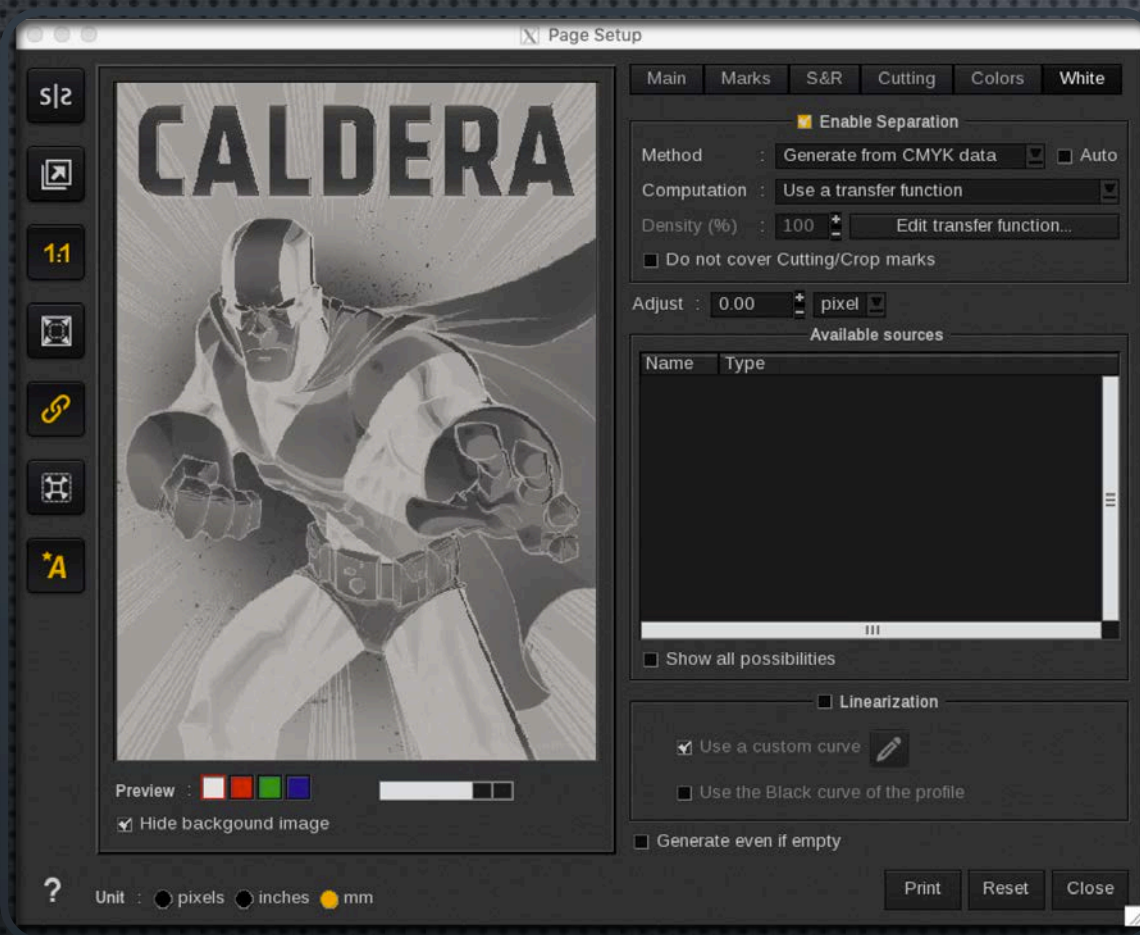 Page Setup
S|S
1:1
*A
CALDERA
Preview :
Hide backgound image
Main Marks S&R Cutting Colors White
Enable Separation
Method : Generate from CMYK data Auto
Computation : Use a transfer function
Density (%) : 100 Edit transfer function...
Do not cover Cutting/Crop marks
Adjust : 0.00 pixel
Available sources
Name Type
Show all possibilities
Linearization
Use a custom curve
Use the Black curve of the profile
Generate even if empty
? Unit : pixels inches mm
Print Reset Close